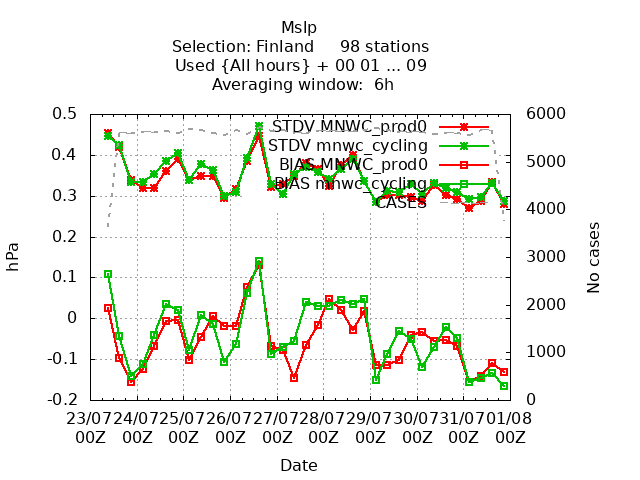 Mslp
Selection: Finland     98 stations
Used {All hours} + 00 01 ... 09
Averaging window:  6h
0.5
0.4
0.3
0.2
0.1
0
-0.1
-0.2
hPa
6000
5000
4000
3000
2000
1000
0
No cases
STDV MNWC_prod0
STDV mnwc_cycling
BIAS MNWC_prod0
BIAS mnwc_cycling
CASES
23/07 24/07 25/07 26/07 27/07 28/07 29/07 30/07 31/07 01/08
00Z 00Z 00Z 00Z 00Z 00Z 00Z 00Z 00Z 00Z
Date